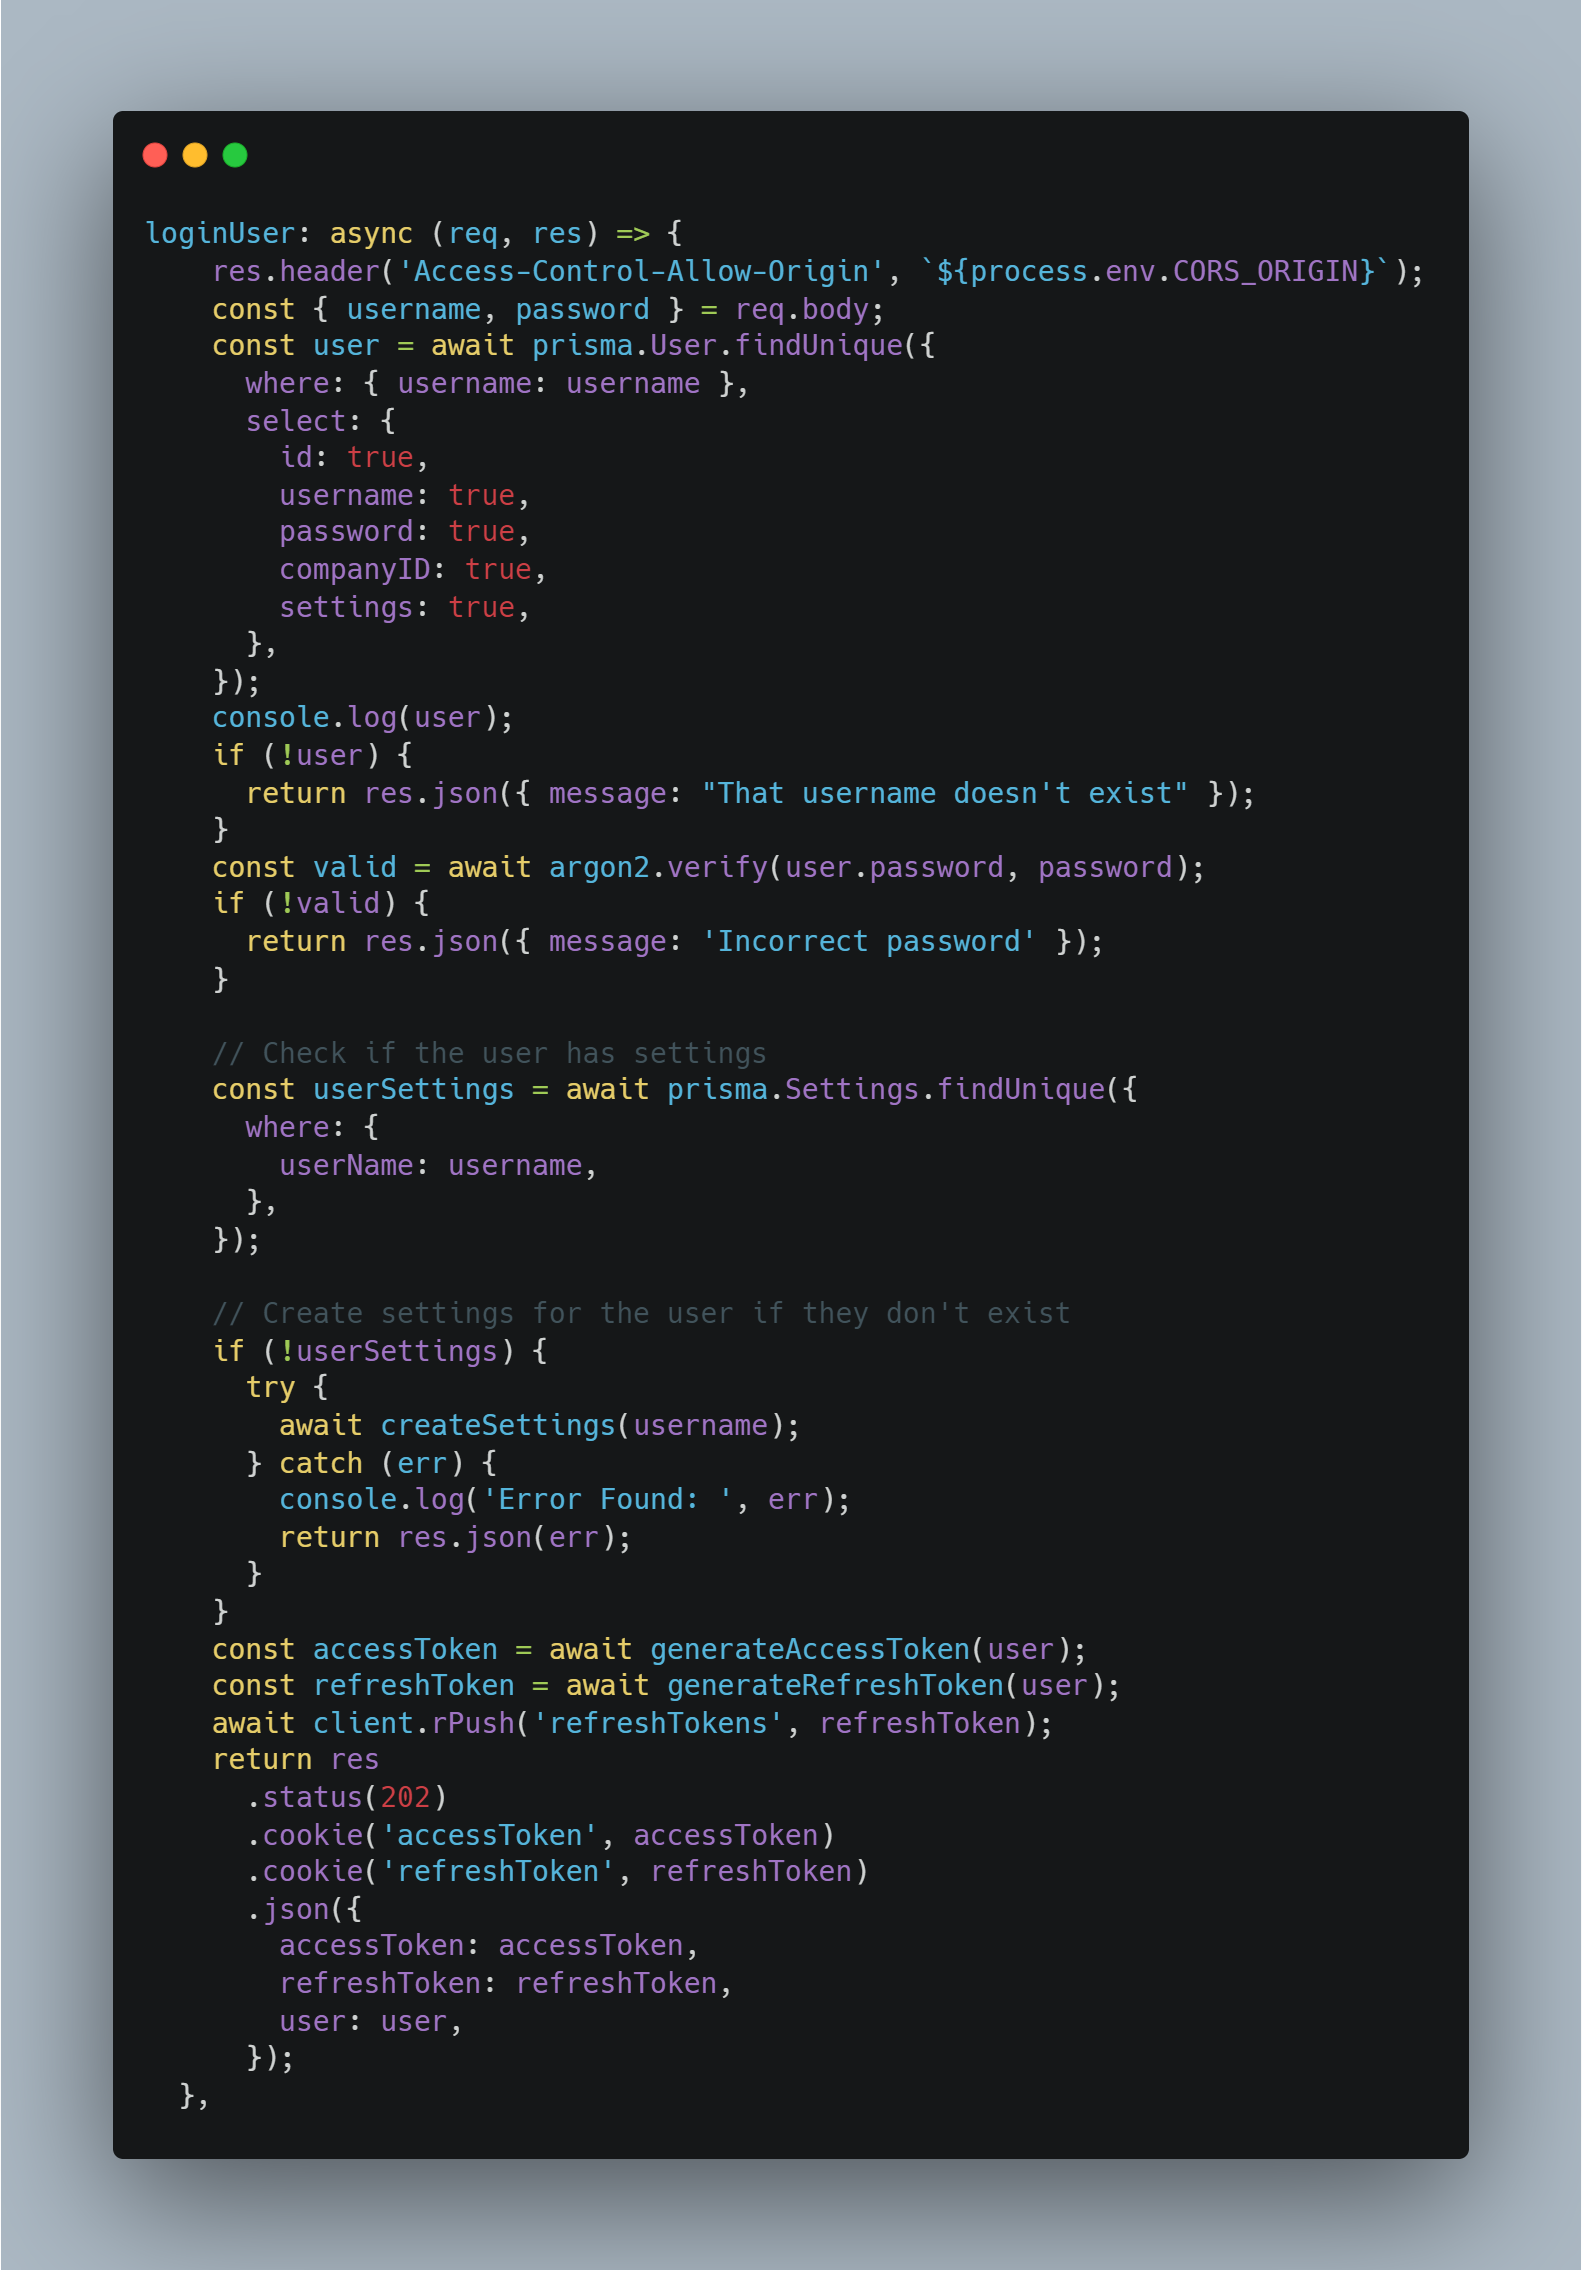 loginUser: async (req, res) => {
    res.header('Access-Control-Allow-Origin', `${process.env.CORS_ORIGIN}`);
    const { username, password } = req.body;
    const user = await prisma.User.findUnique({
      where: { username: username },
      select: {
        id: true,
        username: true,
        password: true,
        companyID: true,
        settings: true,
      },
    });
    console.log(user);
    if (!user) {
      return res.json({ message: "That username doesn't exist" });
    }
    const valid = await argon2.verify(user.password, password);
    if (!valid) {
      return res.json({ message: 'Incorrect password' });
    }

    // Check if the user has settings
    const userSettings = await prisma.Settings.findUnique({
      where: {
        userName: username,
      },
    });

    // Create settings for the user if they don't exist
    if (!userSettings) {
      try {
        await createSettings(username);
      } catch (err) {
        console.log('Error Found: ', err);
        return res.json(err);
      }
    }
    const accessToken = await generateAccessToken(user);
    const refreshToken = await generateRefreshToken(user);
    await client.rPush('refreshTokens', refreshToken);
    return res
      .status(202)
      .cookie('accessToken', accessToken)
      .cookie('refreshToken', refreshToken)
      .json({
        accessToken: accessToken,
        refreshToken: refreshToken,
        user: user,
      });
  },